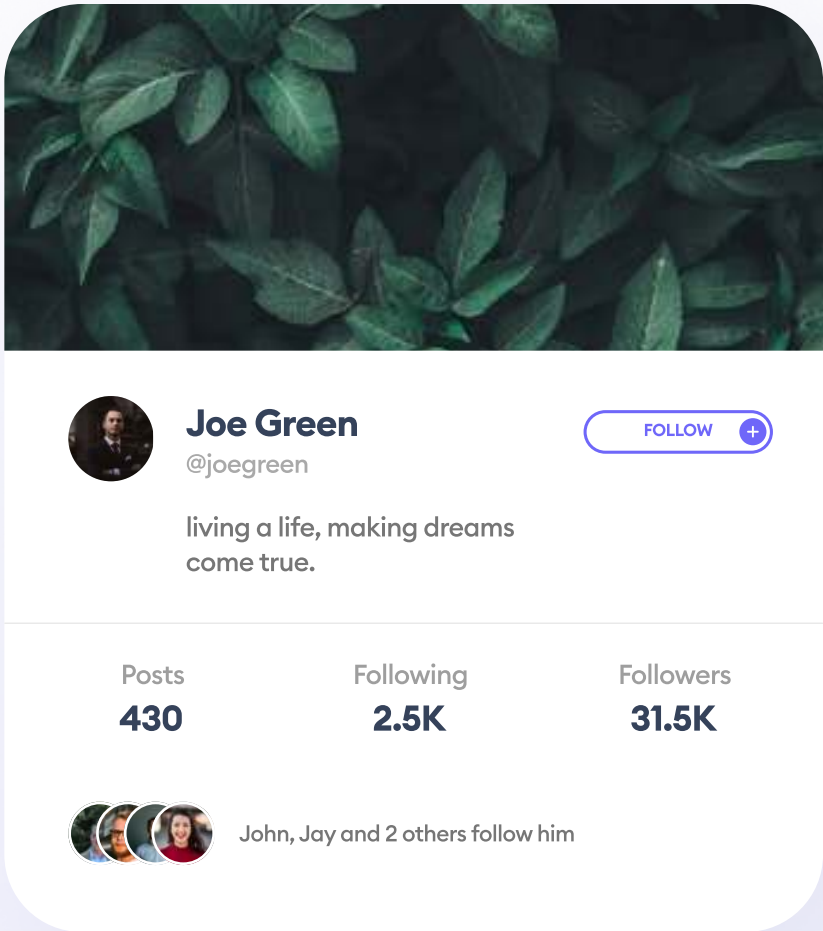 Joe Green
@joegreen
FOLLOW +
living a life, making dreams
come true.
Posts
430
Following
2.5K
Followers
31.5K
John, Jay and 2 others follow him